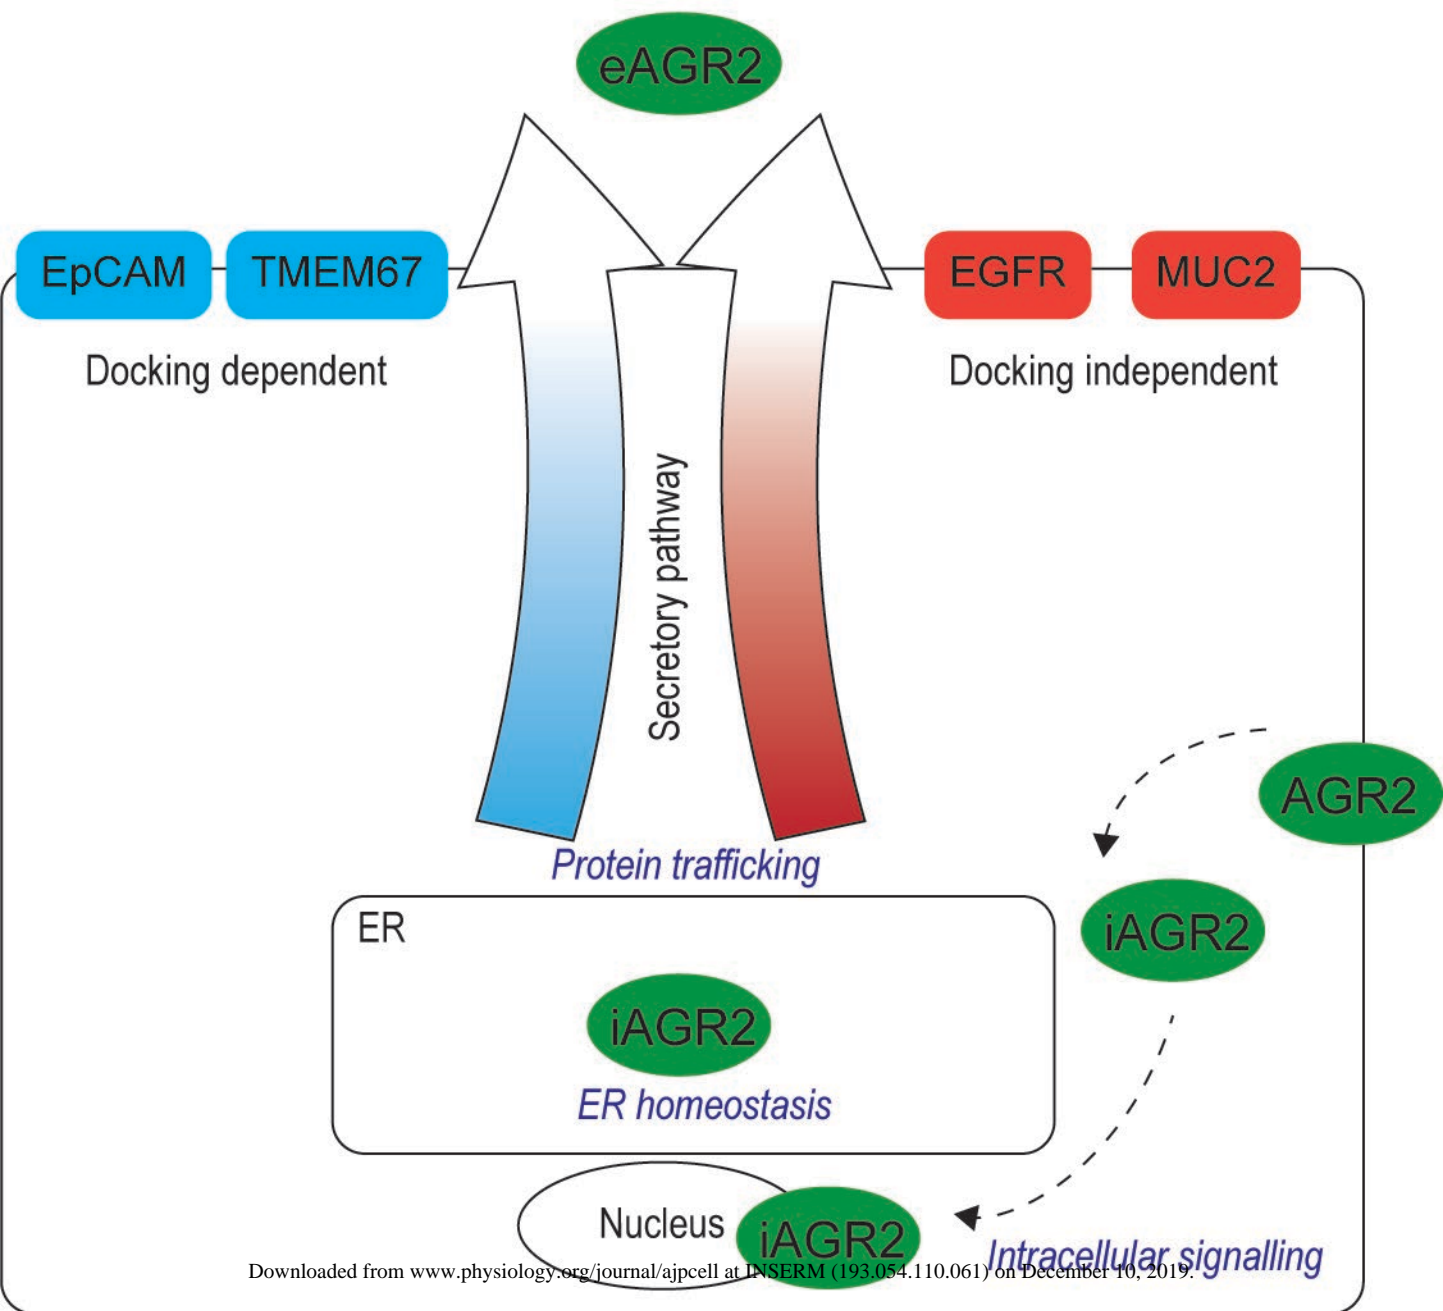 eAGR2
EpCAM
TMEM67
EGFR
MUC2
Docking dependent
Docking independent
Secretory pathway
AGR2
Protein trafficking
ER
iAGR2
iAGR2
ER homeostasis
Nucleus
iAGR2
Intracellular signalling
Downloaded from www.physiology.org/journal/ajpcell at INSERM (193.054.110.061) on December 10, 2019.